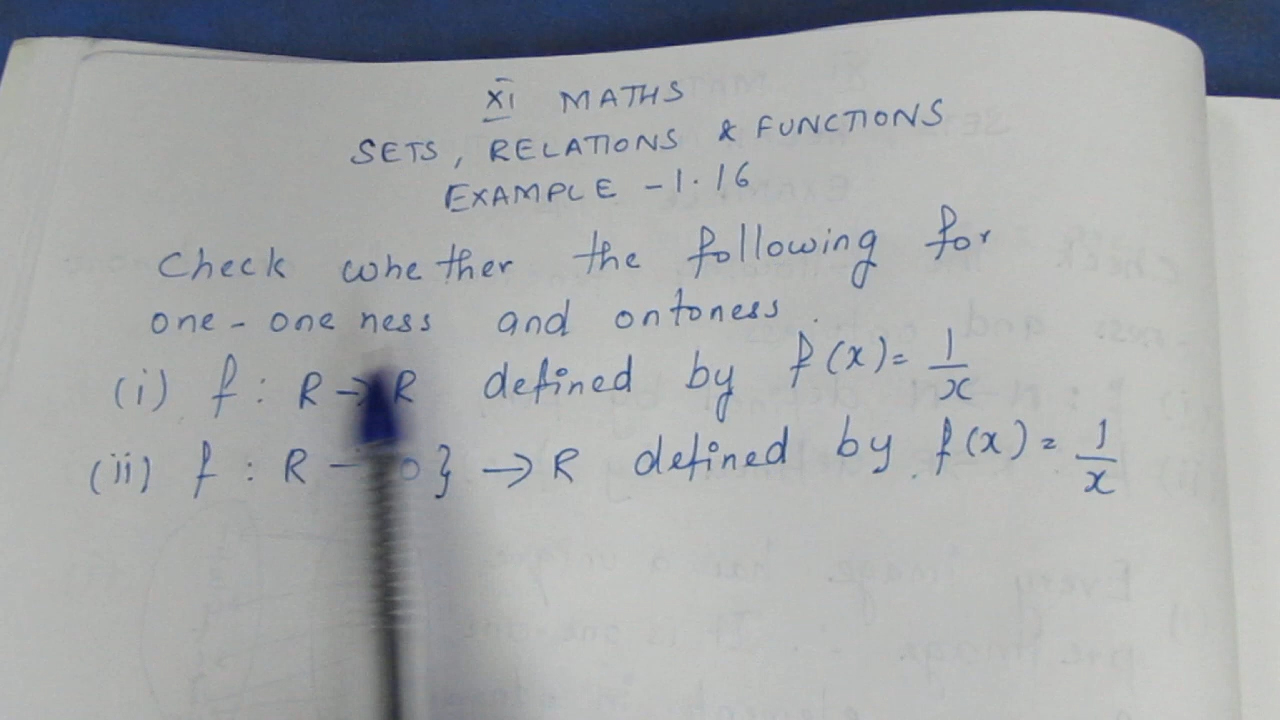 XI MATHS
SETS, RELATIONS & FUNCTIONS
EXAMPLE - 1.16
Check whether the following for
one-one ness and ontoness.
(i) f : R → R defined by f(x) = 1/x
(ii) f : R - 0} → R defined by f(x) = 1/x